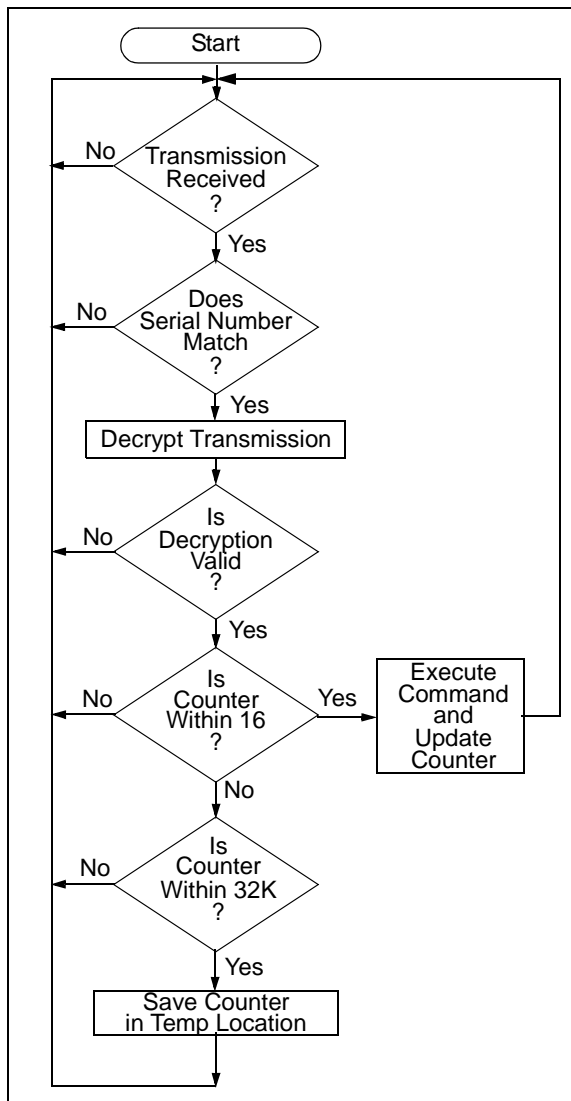 Start
No
Transmission
Received
?
Yes
No
Does
Serial Number
Match
?
Yes
Decrypt Transmission
No
Is
Decryption
Valid
?
Yes
No
Is
Counter
Within 16
?
Yes
Execute
Command
and
Update
Counter
No
No
Is
Counter
Within 32K
?
Yes
Save Counter
in Temp Location